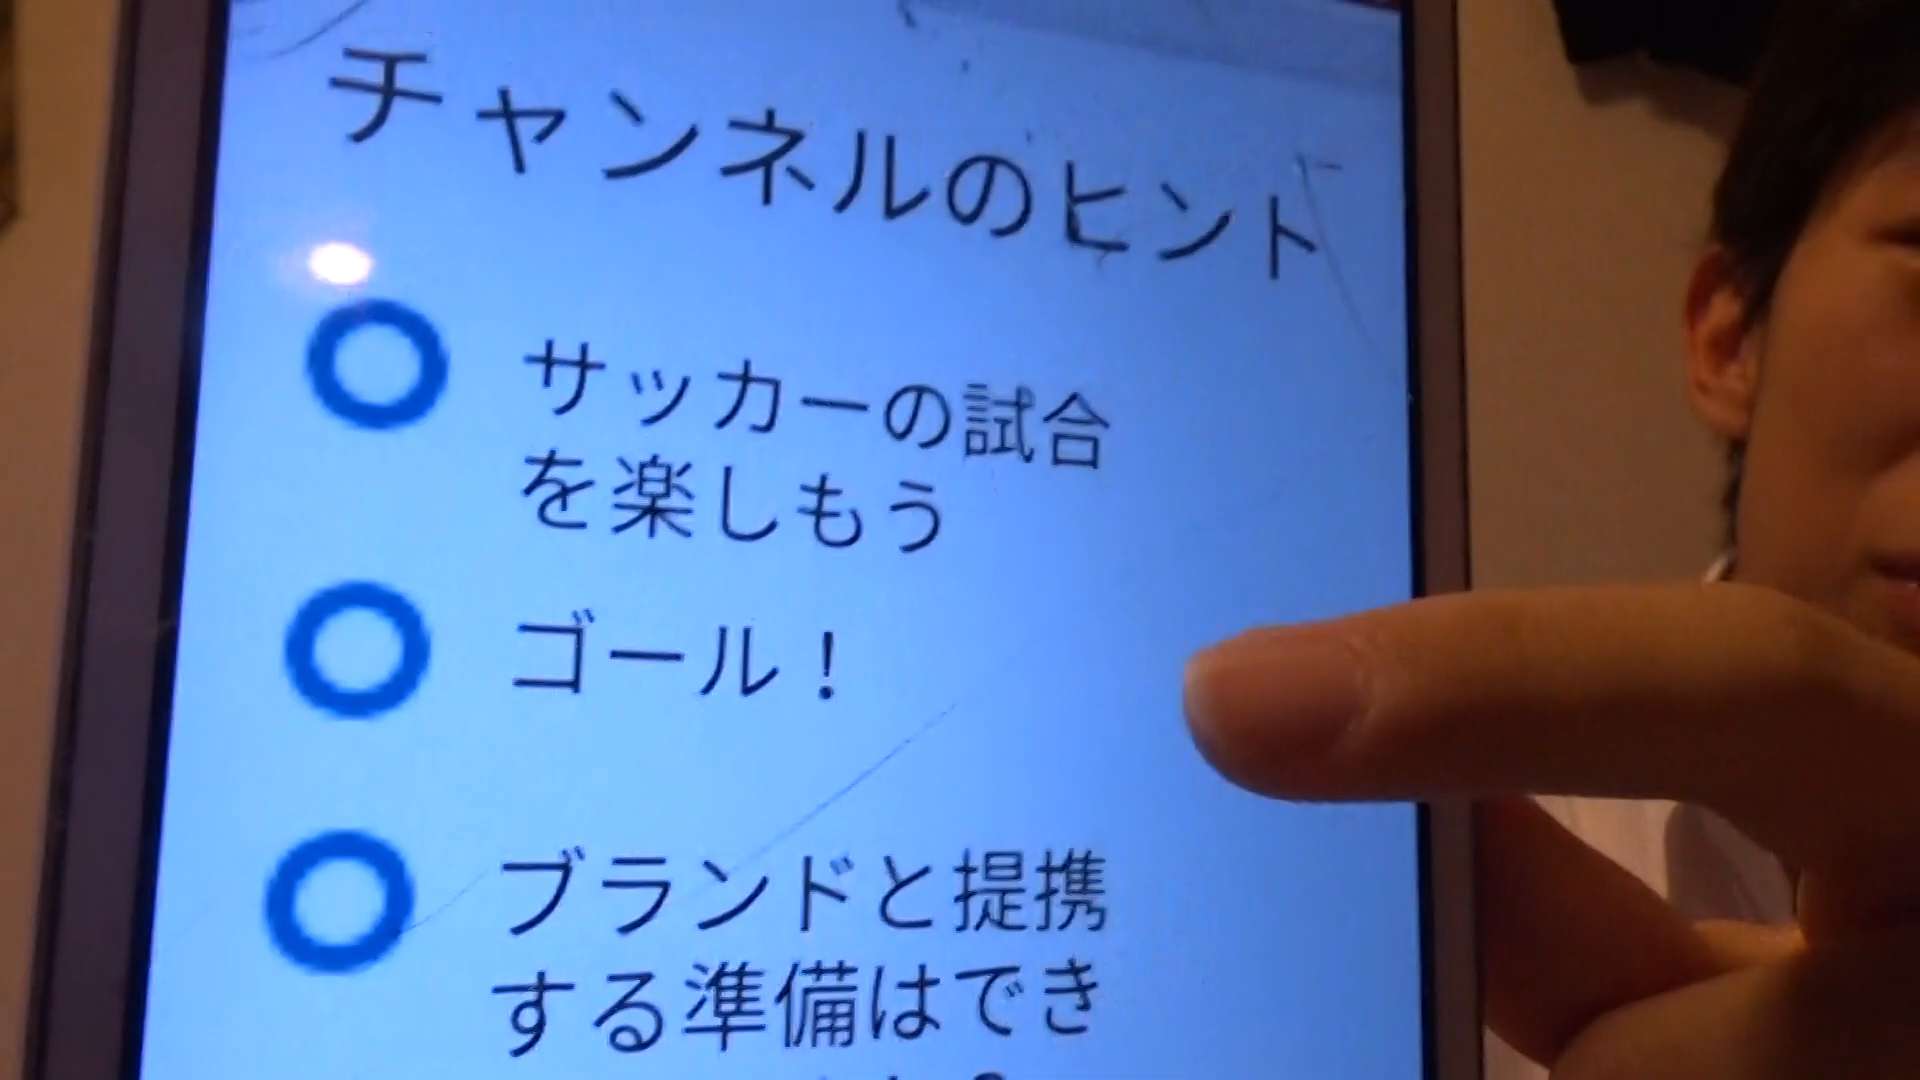 チャンネルのヒント
サッカーの試合
を楽しもう
ゴール！
ブランドと提携
する準備はでき